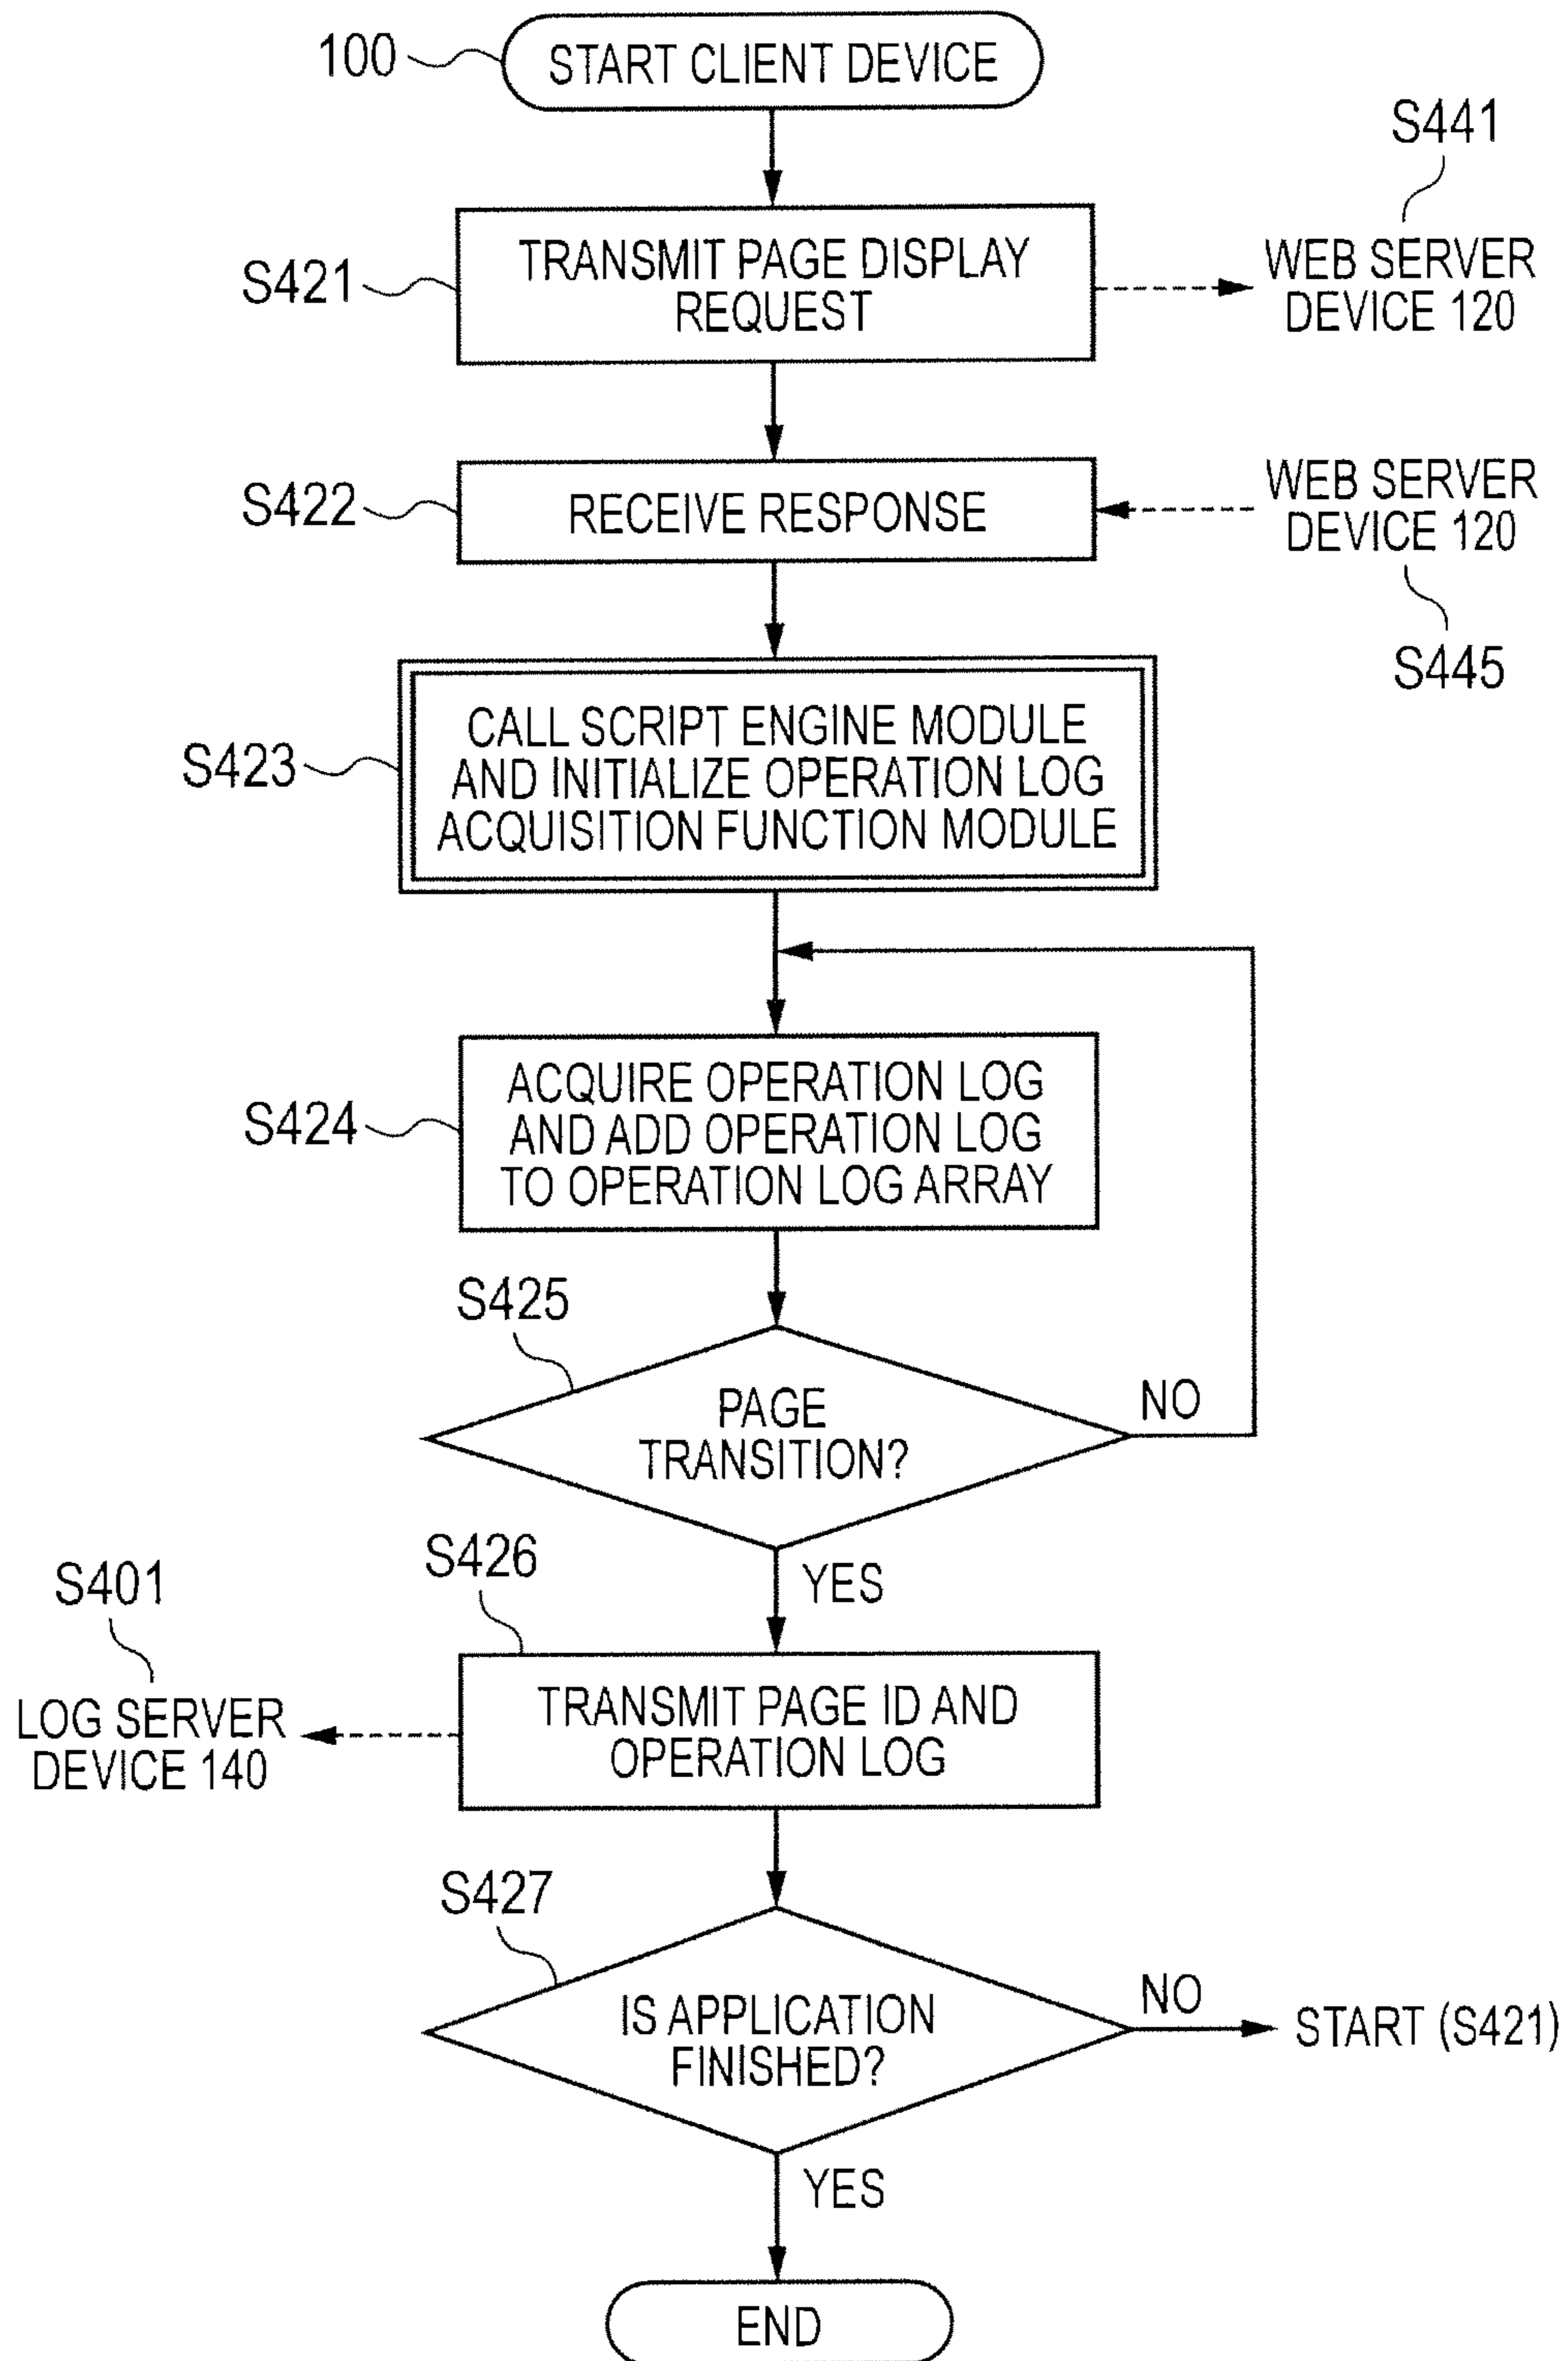 100
START CLIENT DEVICE
S441
S421
TRANSMIT PAGE DISPLAY
REQUEST
WEB SERVER
DEVICE 120
S422
RECEIVE RESPONSE
WEB SERVER
DEVICE 120
S445
S423
CALL SCRIPT ENGINE MODULE
AND INITIALIZE OPERATION LOG
ACQUISITION FUNCTION MODULE
S424
ACQUIRE OPERATION LOG
AND ADD OPERATION LOG
TO OPERATION LOG ARRAY
S425
PAGE
TRANSITION?
NO
YES
S426
S401
LOG SERVER
DEVICE 140
TRANSMIT PAGE ID AND
OPERATION LOG
S427
IS APPLICATION
FINISHED?
NO
START (S421)
YES
END